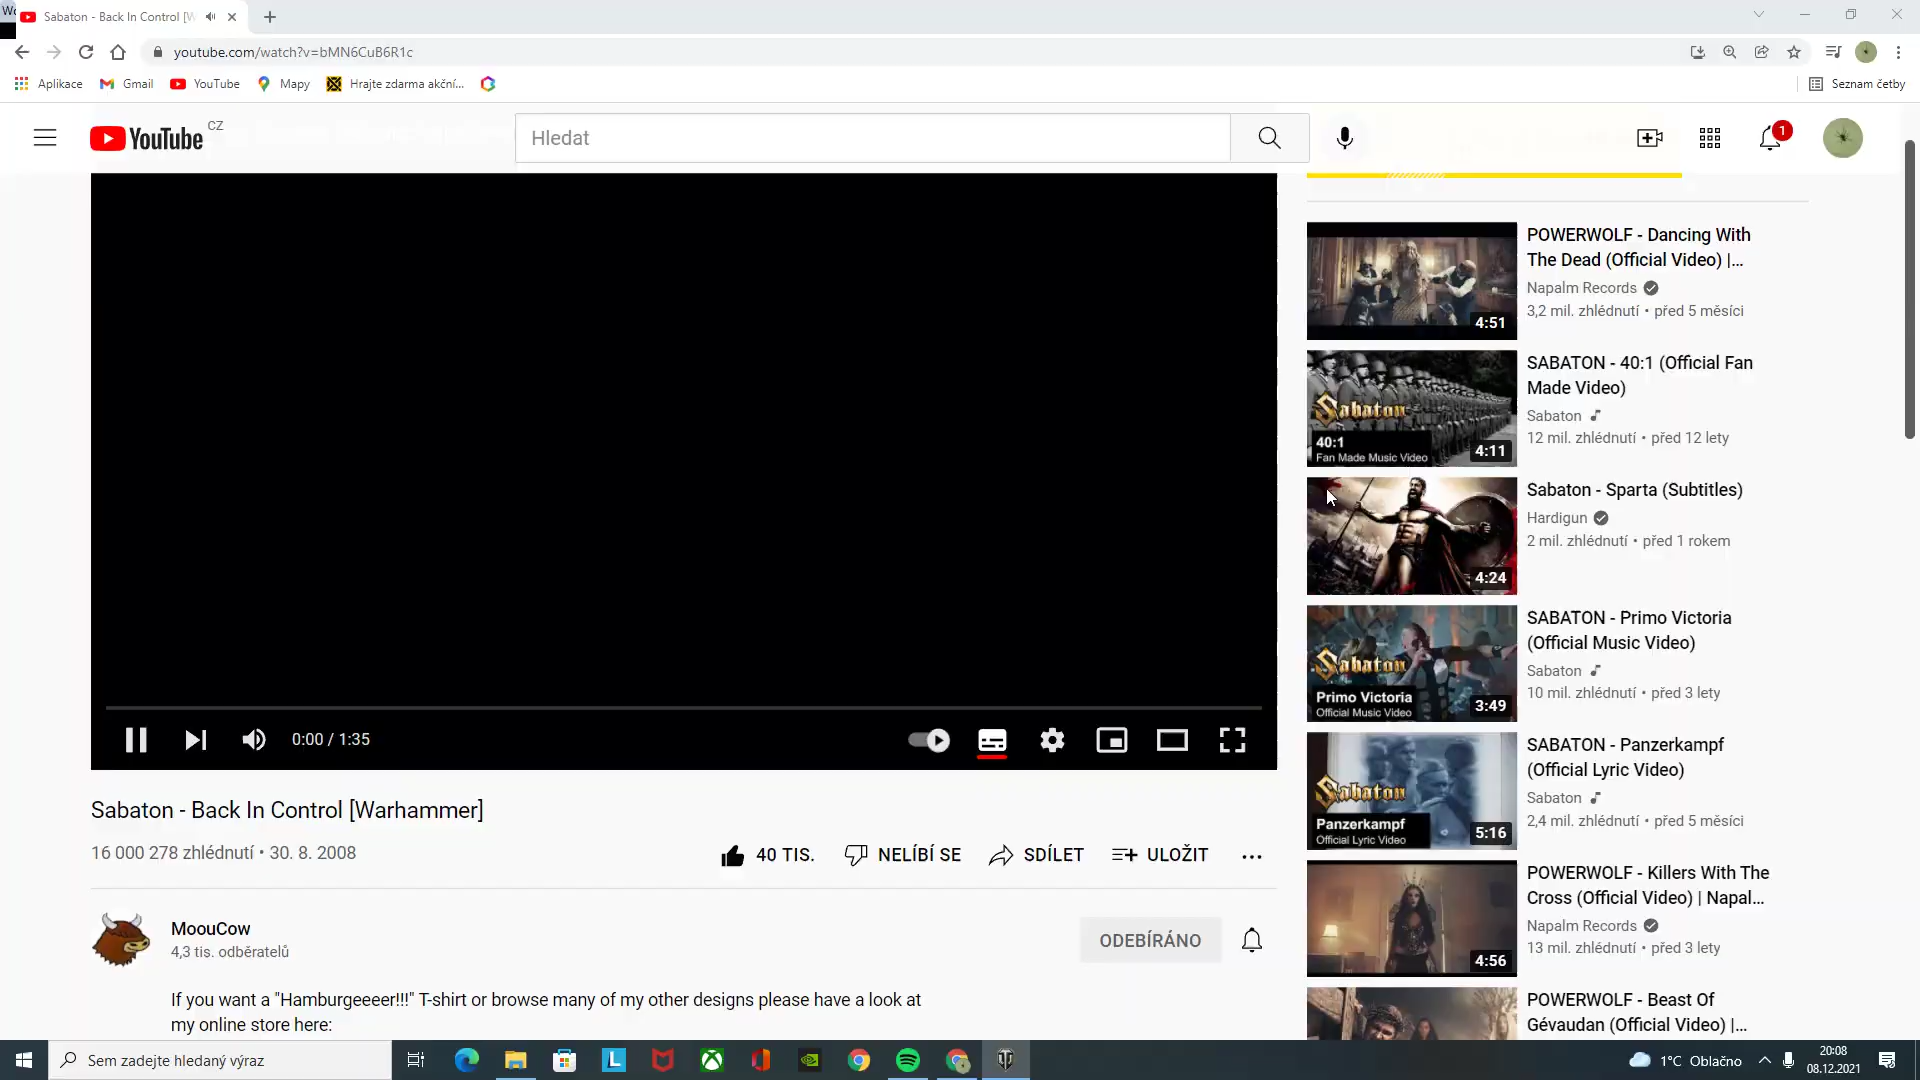 Sabaton - Back In Control [W
youtube.com/watch?v=bMN6CuB6R1c
Aplikace
Gmail
YouTube
Mapy
Hrajte zdarma akční...
Seznam četby
YouTube CZ
Hledat
1
POWERWOLF - Dancing With
The Dead (Official Video) |...
Napalm Records
3,2 mil. zhlédnutí • před 5 měsíci
4:51
SABATON - 40:1 (Official Fan
Made Video)
Sabaton
12 mil. zhlédnutí • před 12 lety
Sabaton
40:1
Fan Made Music Video
4:11
Sabaton - Sparta (Subtitles)
Hardigun
2 mil. zhlédnutí • před 1 rokem
4:24
SABATON - Primo Victoria
(Official Music Video)
Sabaton
10 mil. zhlédnutí • před 3 lety
Sabaton
Primo Victoria
Official Music Video
3:49
SABATON - Panzerkampf
(Official Lyric Video)
Sabaton
2,4 mil. zhlédnutí • před 5 měsíci
Sabaton
Panzerkampf
Official Lyric Video
5:16
POWERWOLF - Killers With The
Cross (Official Video) | Napal...
Napalm Records
13 mil. zhlédnutí • před 3 lety
4:56
POWERWOLF - Beast Of
Gévaudan (Official Video) |...
0:00 / 1:35
Sabaton - Back In Control [Warhammer]
16 000 278 zhlédnutí • 30. 8. 2008
40 TIS.
NELÍBÍ SE
SDÍLET
ULOŽIT
MoouCow
4,3 tis. odběratelů
ODEBÍRÁNO
If you want a "Hamburgeeeer!!!" T-shirt or browse many of my other designs please have a look at
my online store here:
Sem zadejte hledaný výraz
1°C Oblačno
20:08
08.12.2021